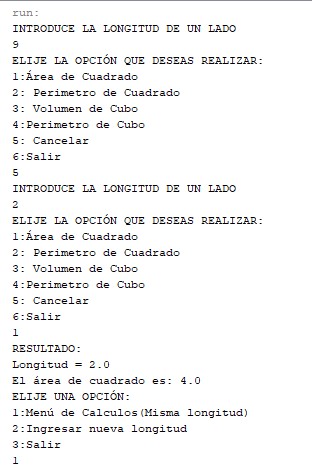 run:
INTRODUCE LA LONGITUD DE UN LADO
9
ELIJE LA OPCIÓN QUE DESEAS REALIZAR:
1:Área de Cuadrado
2: Perimetro de Cuadrado
3: Volumen de Cubo
4:Perimetro de Cubo
5: Cancelar
6:Salir
5
INTRODUCE LA LONGITUD DE UN LADO
2
ELIJE LA OPCIÓN QUE DESEAS REALIZAR:
1:Área de Cuadrado
2: Perimetro de Cuadrado
3: Volumen de Cubo
4:Perimetro de Cubo
5: Cancelar
6:Salir
1
RESULTADO:
Longitud = 2.0
El área de cuadrado es: 4.0
ELIJE UNA OPCIÓN:
1:Menú de Calculos(Misma longitud)
2:Ingresar nueva longitud
3:Salir
1